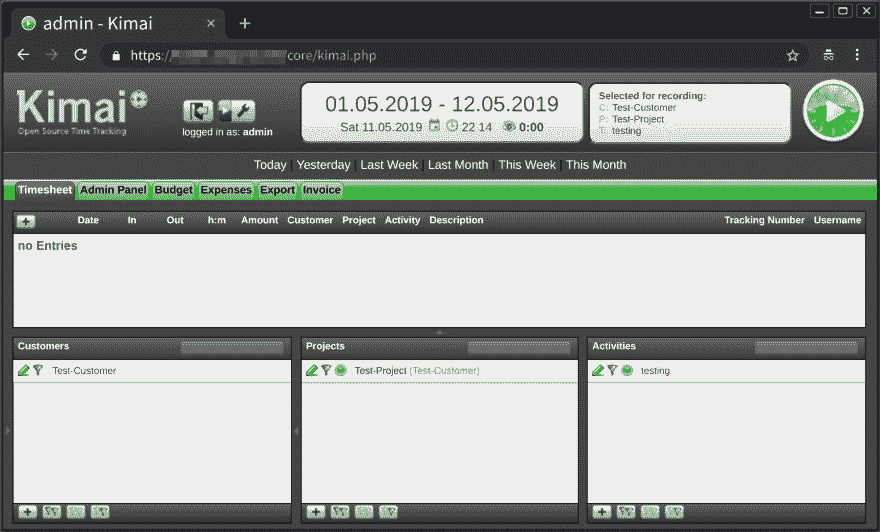 admin - Kimai
https://
/core/kimai.php
Kimai
Open Source Time Tracking
logged in as: admin
01.05.2019 - 12.05.2019
Sat 11.05.2019 22 14 0:00
Selected for recording:
C: Test-Customer
P: Test-Project
T: testing
Today | Yesterday | Last Week | Last Month | This Week | This Month
Timesheet Admin Panel Budget Expenses Export Invoice
Date In Out h:m Amount Customer Project Activity Description Tracking Number Username
no Entries
Customers
Test-Customer
Projects
Test-Project (Test-Customer)
Activities
testing